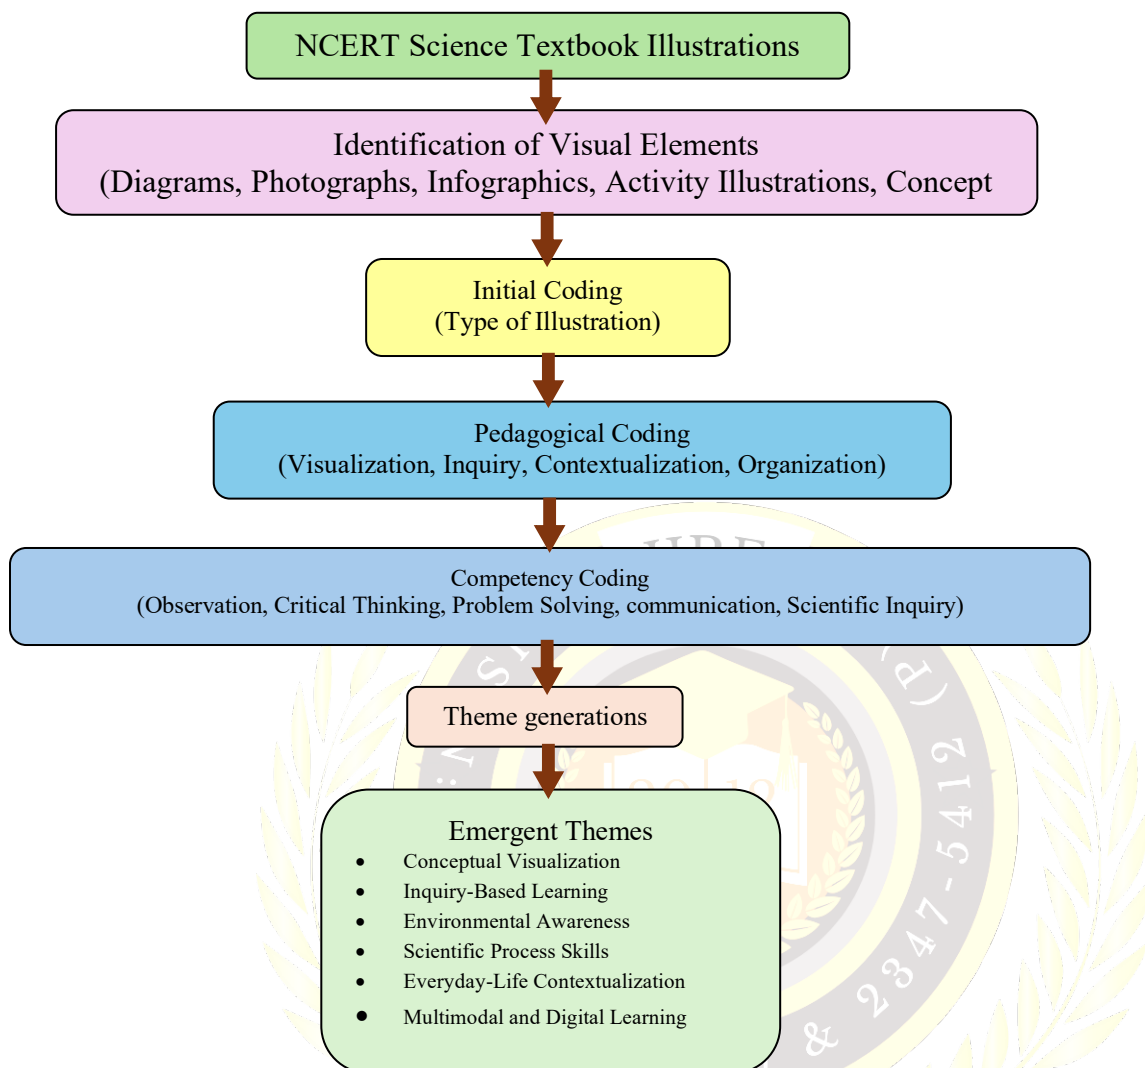 NCERT Science Textbook Illustrations
Identification of Visual Elements
(Diagrams, Photographs, Infographics, Activity Illustrations, Concept
Initial Coding
(Type of Illustration)
Pedagogical Coding
(Visualization, Inquiry, Contextualization, Organization)
Competency Coding
(Observation, Critical Thinking, Problem Solving, communication, Scientific Inquiry)
Theme generations
Emergent Themes
• Conceptual Visualization
• Inquiry-Based Learning
• Environmental Awareness
• Scientific Process Skills
• Everyday-Life Contextualization
• Multimodal and Digital Learning
(P) & 2347-5412